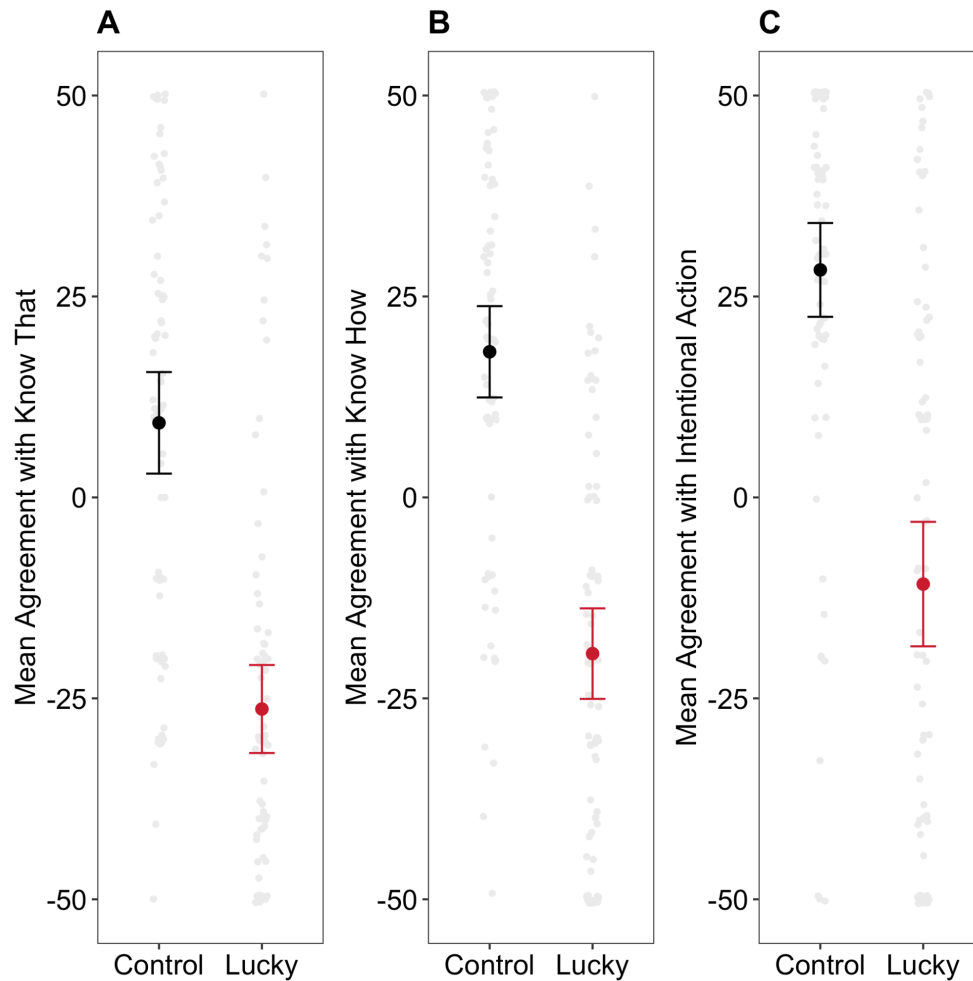 A
Mean Agreement with Know That
50
25
0
-25
-50
Control Lucky
B
Mean Agreement with Know How
50
25
0
-25
-50
Control Lucky
C
Mean Agreement with Intentional Action
50
25
0
-25
-50
Control Lucky